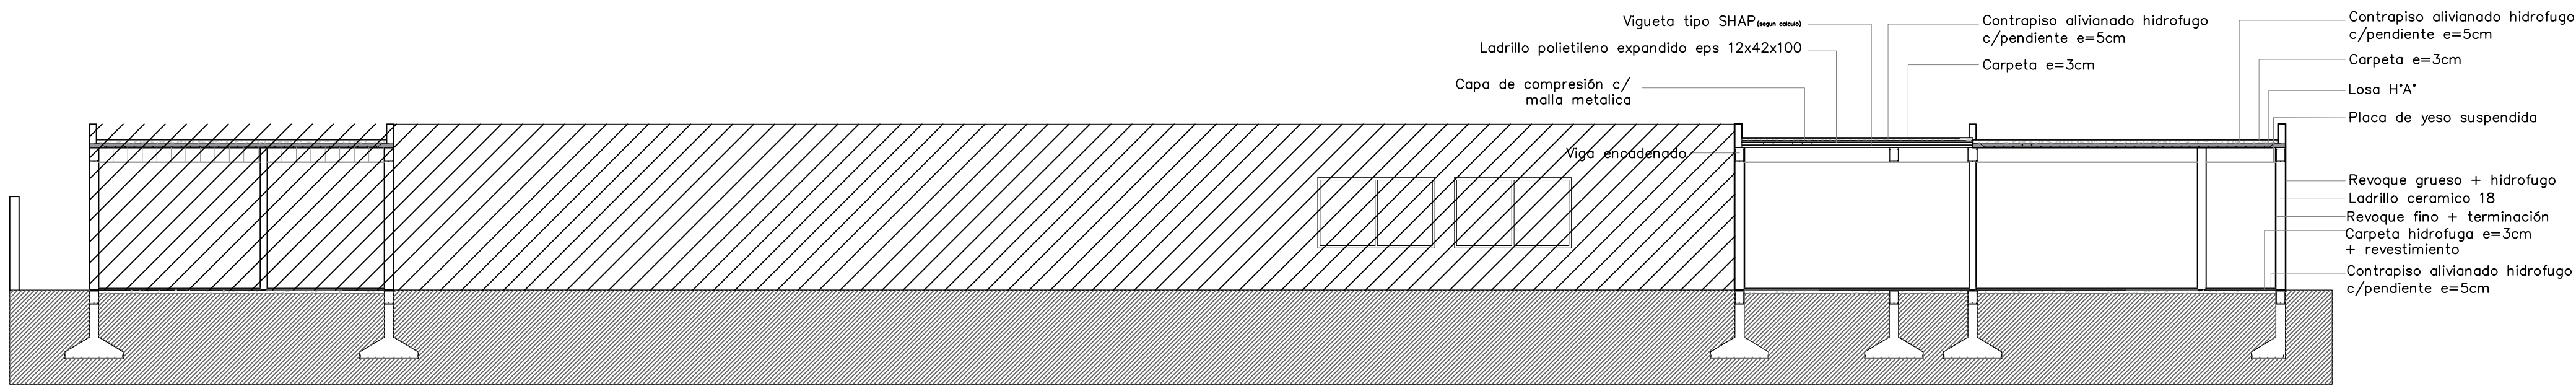 Vigueta tipo SHAP(segun calculo)
Ladrillo polietileno expandido eps 12x42x100
Capa de compresión c/
malla metalica
Viga encadenado
Contrapiso alivianado hidrofugo
c/pendiente e=5cm
Carpeta e=3cm
Contrapiso alivianado hidrofugo
c/pendiente e=5cm
Carpeta e=3cm
Losa H°A°
Placa de yeso suspendida
Revoque grueso + hidrofugo
Ladrillo ceramico 18
Revoque fino + terminación
Carpeta hidrofuga e=3cm
+ revestimiento
Contrapiso alivianado hidrofugo
c/pendiente e=5cm